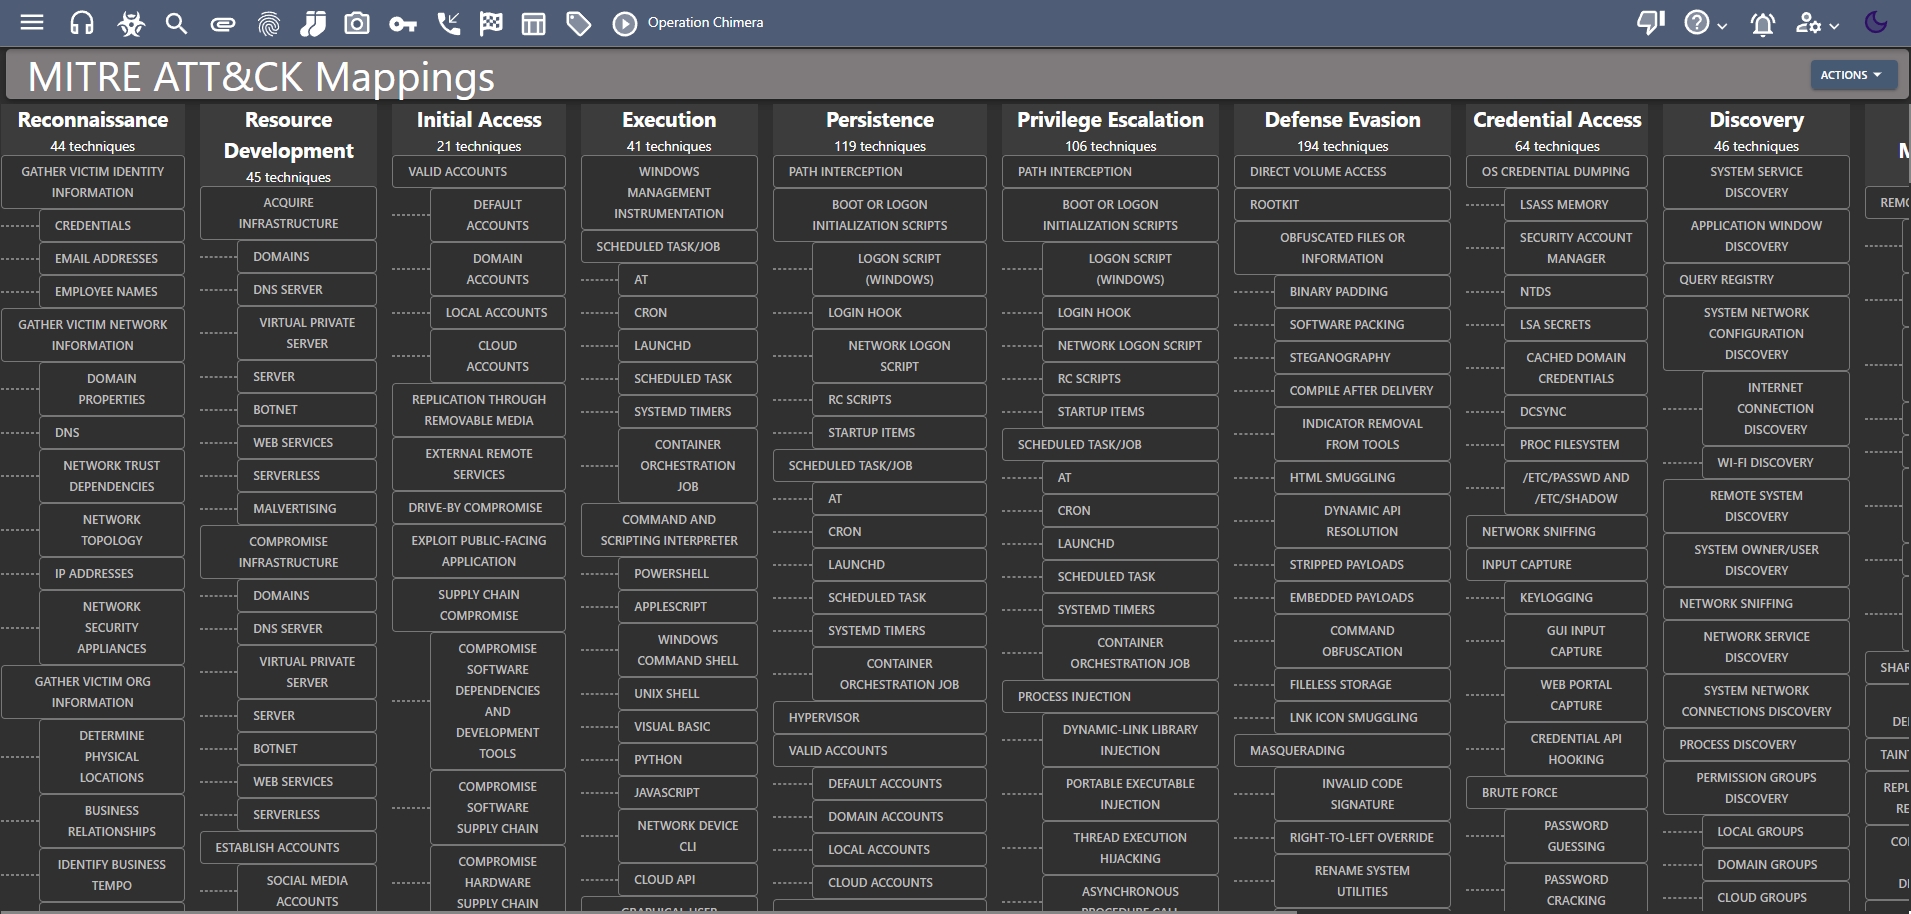 Operation Chimera
MITRE ATT&CK Mappings
ACTIONS
Reconnaissance
44 techniques
GATHER VICTIM IDENTITY
INFORMATION
CREDENTIALS
EMAIL ADDRESSES
EMPLOYEE NAMES
GATHER VICTIM NETWORK
INFORMATION
DOMAIN
PROPERTIES
DNS
NETWORK TRUST
DEPENDENCIES
NETWORK
TOPOLOGY
IP ADDRESSES
NETWORK
SECURITY
APPLIANCES
GATHER VICTIM ORG
INFORMATION
DETERMINE
PHYSICAL
LOCATIONS
BUSINESS
RELATIONSHIPS
IDENTIFY BUSINESS
TEMPO
Resource
Development
45 techniques
ACQUIRE
INFRASTRUCTURE
DOMAINS
DNS SERVER
VIRTUAL PRIVATE
SERVER
SERVER
BOTNET
WEB SERVICES
SERVERLESS
MALVERTISING
COMPROMISE
INFRASTRUCTURE
DOMAINS
DNS SERVER
VIRTUAL PRIVATE
SERVER
SERVER
BOTNET
WEB SERVICES
SERVERLESS
ESTABLISH ACCOUNTS
SOCIAL MEDIA
ACCOUNTS
Initial Access
21 techniques
VALID ACCOUNTS
DEFAULT
ACCOUNTS
DOMAIN
ACCOUNTS
LOCAL ACCOUNTS
CLOUD
ACCOUNTS
REPLICATION THROUGH
REMOVABLE MEDIA
EXTERNAL REMOTE
SERVICES
DRIVE-BY COMPROMISE
EXPLOIT PUBLIC-FACING
APPLICATION
SUPPLY CHAIN
COMPROMISE
COMPROMISE
SOFTWARE
DEPENDENCIES
AND
DEVELOPMENT
TOOLS
COMPROMISE
SOFTWARE
SUPPLY CHAIN
COMPROMISE
HARDWARE
SUPPLY CHAIN
Execution
41 techniques
WINDOWS
MANAGEMENT
INSTRUMENTATION
SCHEDULED TASK/JOB
AT
CRON
LAUNCHD
SCHEDULED TASK
SYSTEMD TIMERS
CONTAINER
ORCHESTRATION
JOB
COMMAND AND
SCRIPTING INTERPRETER
POWERSHELL
APPLESCRIPT
WINDOWS
COMMAND SHELL
UNIX SHELL
VISUAL BASIC
PYTHON
JAVASCRIPT
NETWORK DEVICE
CLI
CLOUD API
GRAPHICAL USER
Persistence
119 techniques
PATH INTERCEPTION
BOOT OR LOGON
INITIALIZATION SCRIPTS
LOGON SCRIPT
(WINDOWS)
LOGIN HOOK
NETWORK LOGON
SCRIPT
RC SCRIPTS
STARTUP ITEMS
SCHEDULED TASK/JOB
AT
CRON
LAUNCHD
SCHEDULED TASK
SYSTEMD TIMERS
CONTAINER
ORCHESTRATION JOB
HYPERVISOR
VALID ACCOUNTS
DEFAULT ACCOUNTS
DOMAIN ACCOUNTS
LOCAL ACCOUNTS
CLOUD ACCOUNTS
Privilege Escalation
106 techniques
PATH INTERCEPTION
BOOT OR LOGON
INITIALIZATION SCRIPTS
LOGON SCRIPT
(WINDOWS)
LOGIN HOOK
NETWORK LOGON SCRIPT
RC SCRIPTS
STARTUP ITEMS
SCHEDULED TASK/JOB
AT
CRON
LAUNCHD
SCHEDULED TASK
SYSTEMD TIMERS
CONTAINER
ORCHESTRATION JOB
PROCESS INJECTION
DYNAMIC-LINK LIBRARY
INJECTION
PORTABLE EXECUTABLE
INJECTION
THREAD EXECUTION
HIJACKING
ASYNCHRONOUS
PROCEDURE CALL
Defense Evasion
194 techniques
DIRECT VOLUME ACCESS
ROOTKIT
OBFUSCATED FILES OR
INFORMATION
BINARY PADDING
SOFTWARE PACKING
STEGANOGRAPHY
COMPILE AFTER DELIVERY
INDICATOR REMOVAL
FROM TOOLS
HTML SMUGGLING
DYNAMIC API
RESOLUTION
STRIPPED PAYLOADS
EMBEDDED PAYLOADS
COMMAND
OBFUSCATION
FILELESS STORAGE
LNK ICON SMUGGLING
MASQUERADING
INVALID CODE
SIGNATURE
RIGHT-TO-LEFT OVERRIDE
RENAME SYSTEM
UTILITIES
Credential Access
64 techniques
OS CREDENTIAL DUMPING
LSASS MEMORY
SECURITY ACCOUNT
MANAGER
NTDS
LSA SECRETS
CACHED DOMAIN
CREDENTIALS
DCSYNC
PROC FILESYSTEM
/ETC/PASSWD AND
/ETC/SHADOW
NETWORK SNIFFING
INPUT CAPTURE
KEYLOGGING
GUI INPUT
CAPTURE
WEB PORTAL
CAPTURE
CREDENTIAL API
HOOKING
BRUTE FORCE
PASSWORD
GUESSING
PASSWORD
CRACKING
Discovery
46 techniques
SYSTEM SERVICE
DISCOVERY
APPLICATION WINDOW
DISCOVERY
QUERY REGISTRY
SYSTEM NETWORK
CONFIGURATION
DISCOVERY
INTERNET
CONNECTION
DISCOVERY
WI-FI DISCOVERY
REMOTE SYSTEM
DISCOVERY
SYSTEM OWNER/USER
DISCOVERY
NETWORK SNIFFING
NETWORK SERVICE
DISCOVERY
SYSTEM NETWORK
CONNECTIONS DISCOVERY
PROCESS DISCOVERY
PERMISSION GROUPS
DISCOVERY
LOCAL GROUPS
DOMAIN GROUPS
CLOUD GROUPS